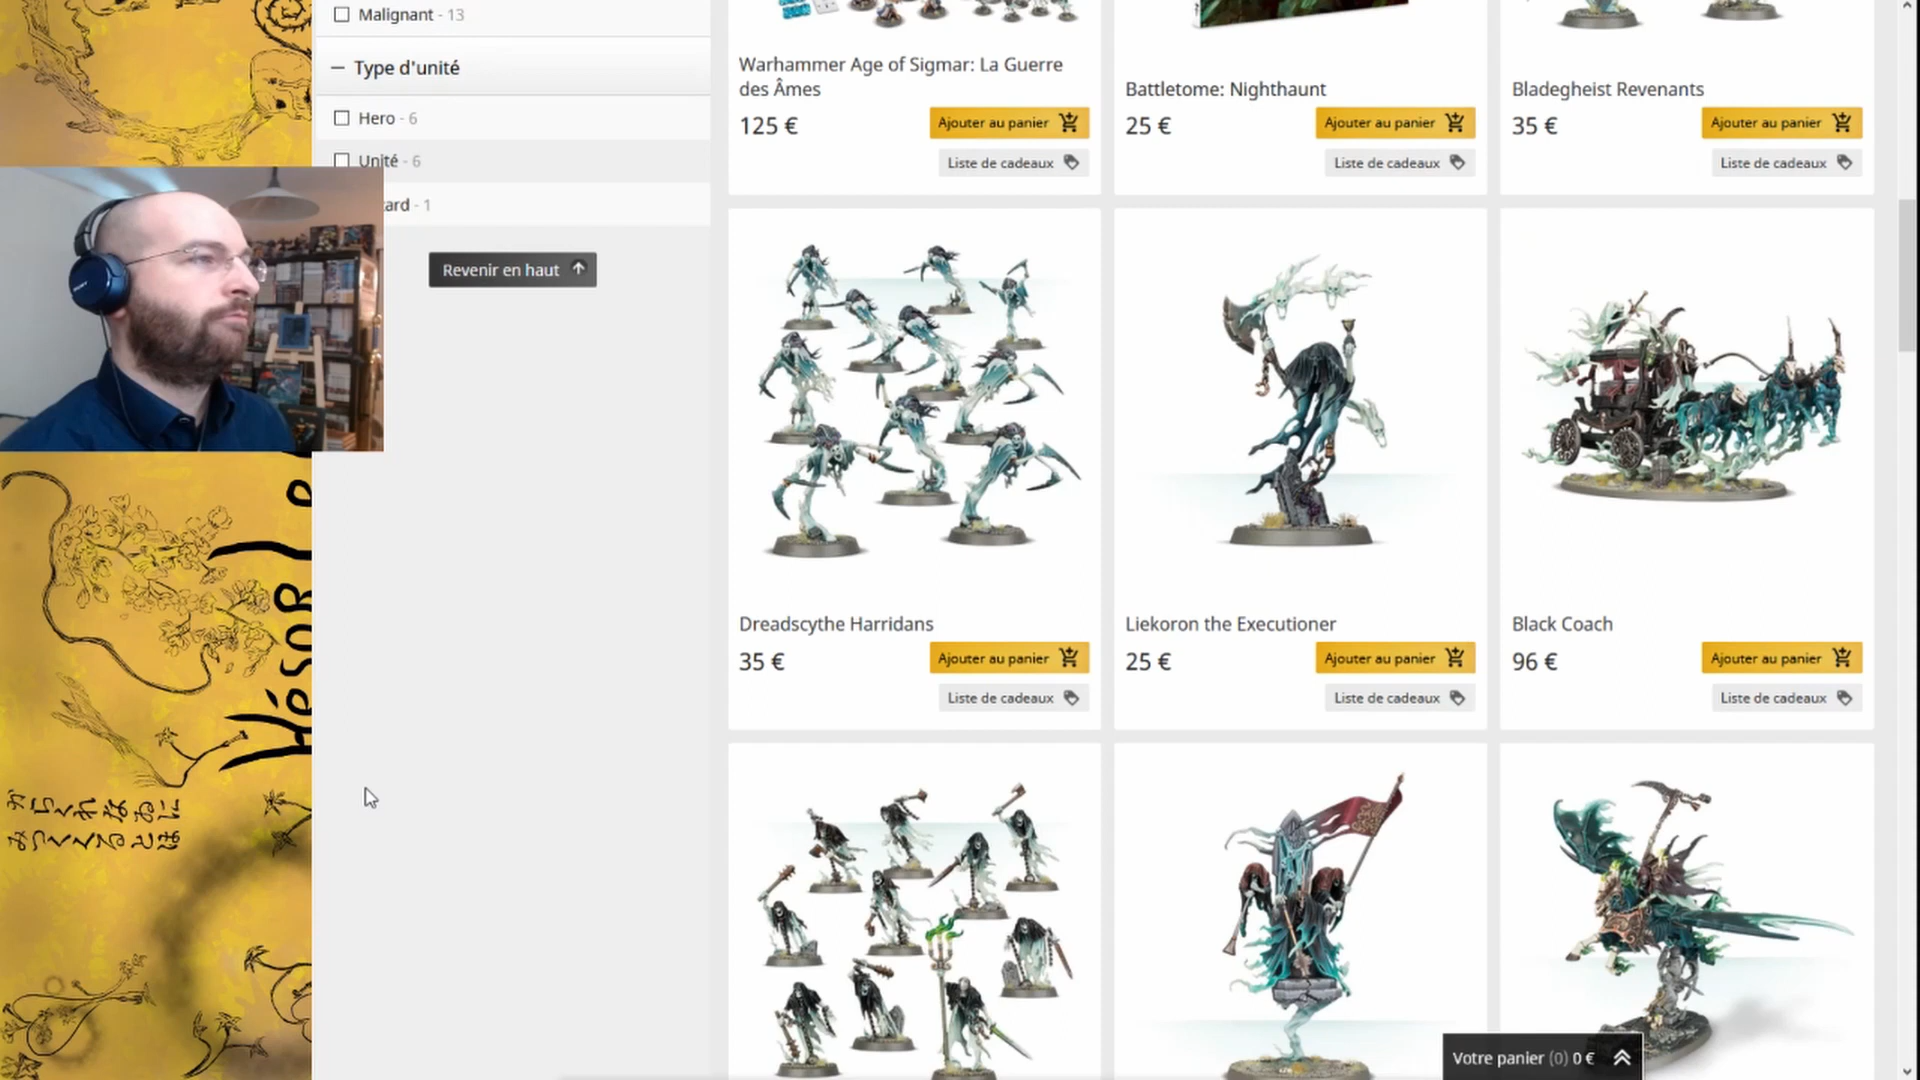 Malignant - 13
Type d'unité
Hero - 6
Unité - 6
ard - 1
Revenir en haut
Warhammer Age of Sigmar: La Guerre
des Âmes
125 €
Ajouter au panier
Liste de cadeaux
Battletome: Nighthaunt
25 €
Ajouter au panier
Liste de cadeaux
Bladegheist Revenants
35 €
Ajouter au panier
Liste de cadeaux
Dreadscythe Harridans
35 €
Ajouter au panier
Liste de cadeaux
Liekoron the Executioner
25 €
Ajouter au panier
Liste de cadeaux
Black Coach
96 €
Ajouter au panier
Liste de cadeaux
Votre panier (0) 0 €
SONY